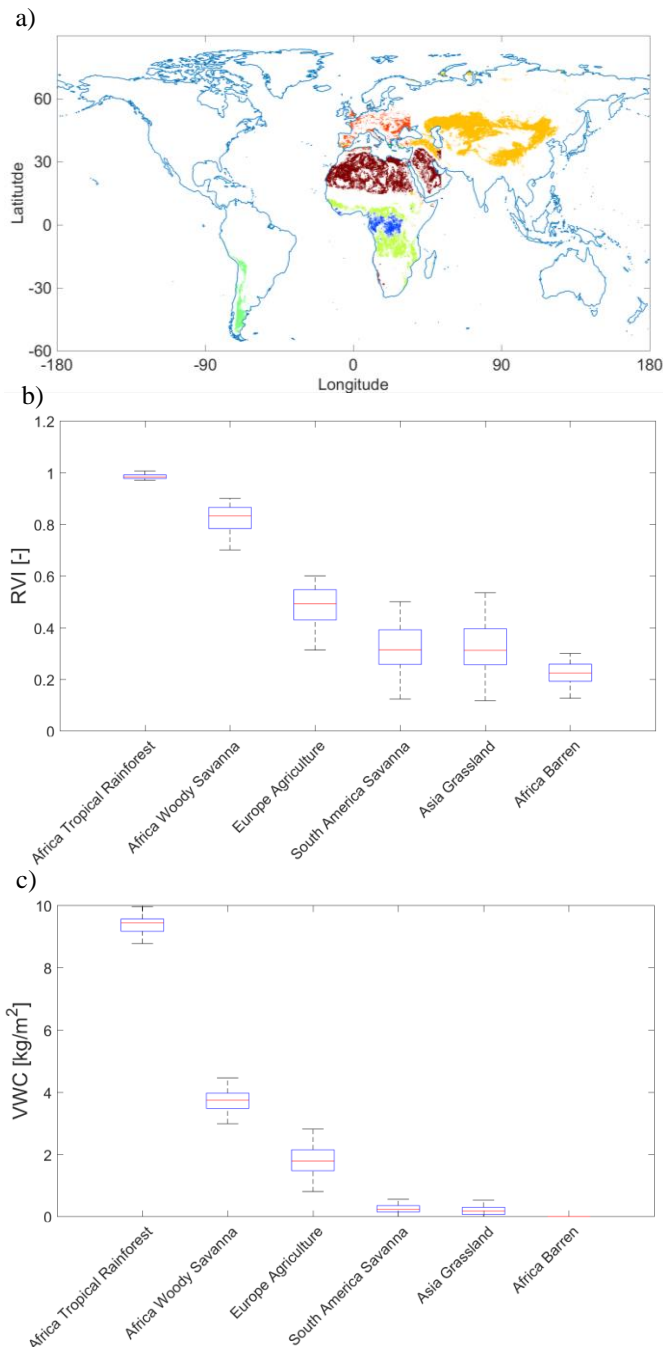 a)
60
30
0
-30
-60
Latitutde
-180
-90
0
90
180
Longitude
b)
1.2
1
0.8
0.6
0.4
0.2
0
RVI [-]
Africa Tropical Rainforest
Africa Woody Savanna
Europe Agriculture
South America Savanna
Asia Grassland
Africa Barren
c)
10
8
6
4
2
0
VWC [kg/m²]
Africa Tropical Rainforest
Africa Woody Savanna
Europe Agriculture
South America Savanna
Asia Grassland
Africa Barren